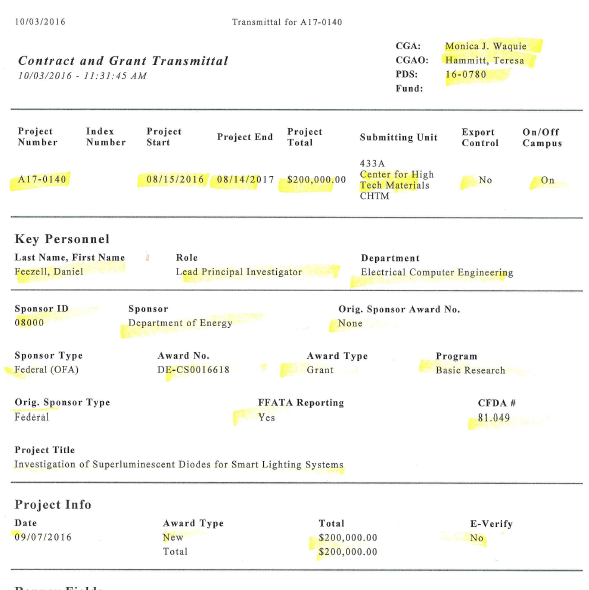 10/03/2016 Transmittal for A17-0140
CGA: Monica J. Waquie
Contract and Grant Transmittal CGAO: Hammitt, Teresa
10/03/2016 - 11:31:45 AM PDS: 16-0780
Fund:
Project Number Index Number Project Start Project End Project Total Submitting Unit Export Control On/Off Campus
433A
A17-0140 08/15/2016 08/14/2017 $200,000.00 Center for High No On
Tech Materials
CHTM
Key Personnel
Last Name, First Name Role Department
Feezell, Daniel Lead Principal Investigator Electrical Computer Engineering
Sponsor ID Sponsor Orig. Sponsor Award No.
08000 Department of Energy None
Sponsor Type Award No. Award Type Program
Federal (OFA) DE-CS0016618 Grant Basic Research
Orig. Sponsor Type FFATA Reporting CFDA #
Federal Yes 81.049
Project Title
Investigation of Superluminescent Diodes for Smart Lighting Systems
Project Info
Date Award Type Total E-Verify
09/07/2016 New $200,000.00 No
Total $200,000.00